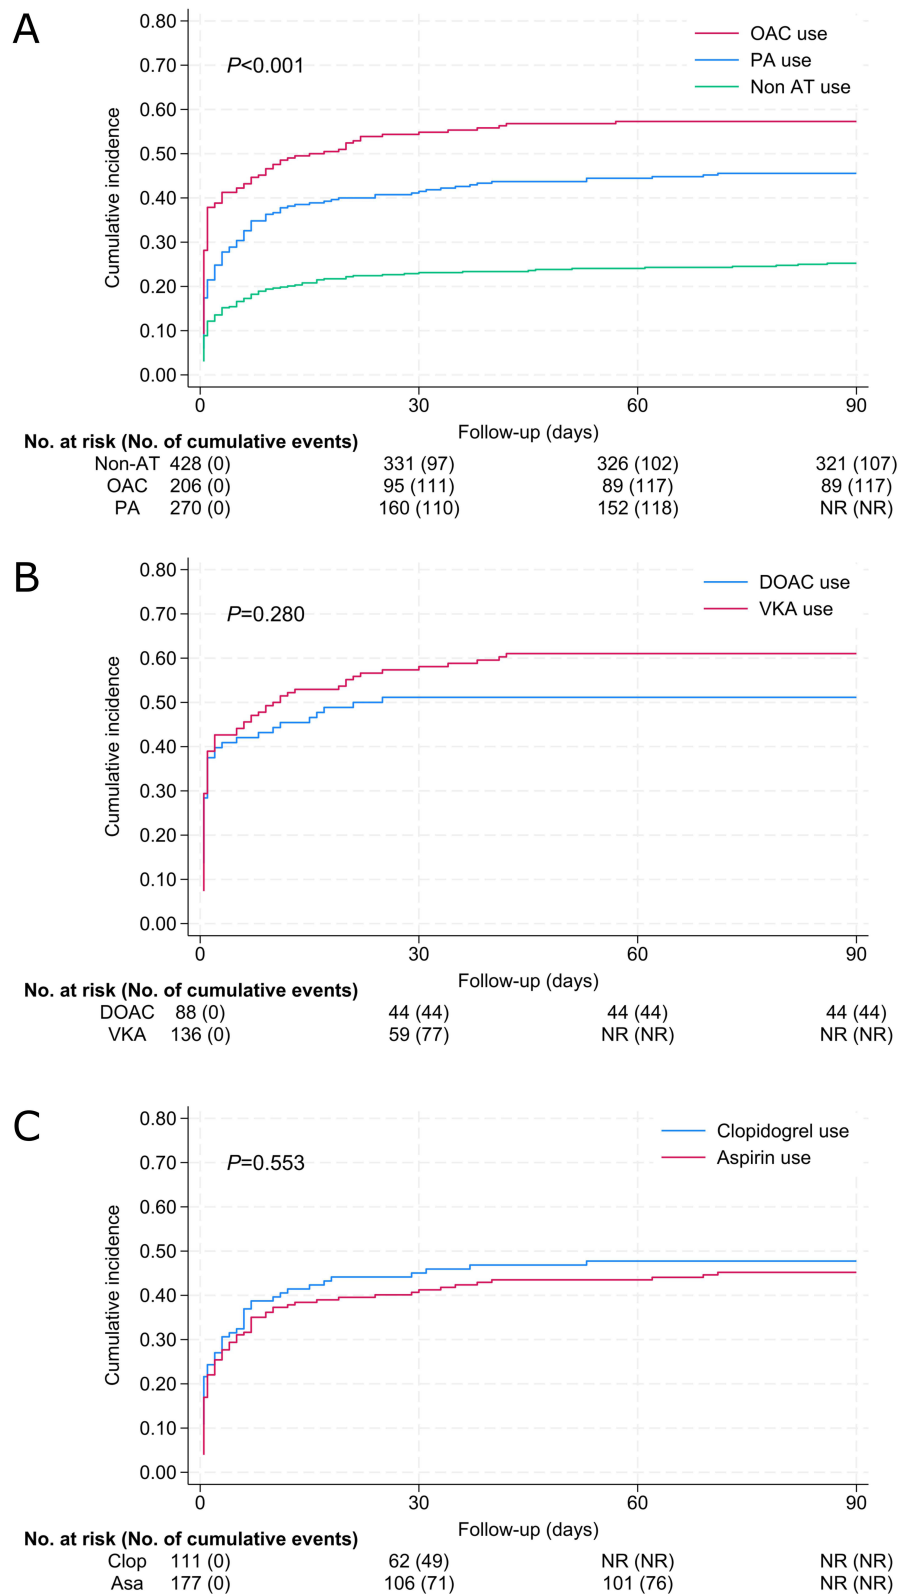 A
0.80
0.70
0.60
0.50
0.40
0.30
0.20
0.10
0.00
Cumulative incidence
P<0.001
OAC use
PA use
Non AT use
0 30 60 90
Follow-up (days)
No. at risk (No. of cumulative events)
Non-AT 428 (0) 331 (97) 326 (102) 321 (107)
OAC 206 (0) 95 (111) 89 (117) 89 (117)
PA 270 (0) 160 (110) 152 (118) NR (NR)
B
0.80
0.70
0.60
0.50
0.40
0.30
0.20
0.10
0.00
Cumulative incidence
P=0.280
DOAC use
VKA use
0 30 60 90
Follow-up (days)
No. at risk (No. of cumulative events)
DOAC 88 (0) 44 (44) 44 (44) 44 (44)
VKA 136 (0) 59 (77) NR (NR) NR (NR)
C
0.80
0.70
0.60
0.50
0.40
0.30
0.20
0.10
0.00
Cumulative incidence
P=0.553
Clopidogrel use
Aspirin use
0 30 60 90
Follow-up (days)
No. at risk (No. of cumulative events)
Clop 111 (0) 62 (49) NR (NR) NR (NR)
Asa 177 (0) 106 (71) 101 (76) NR (NR)